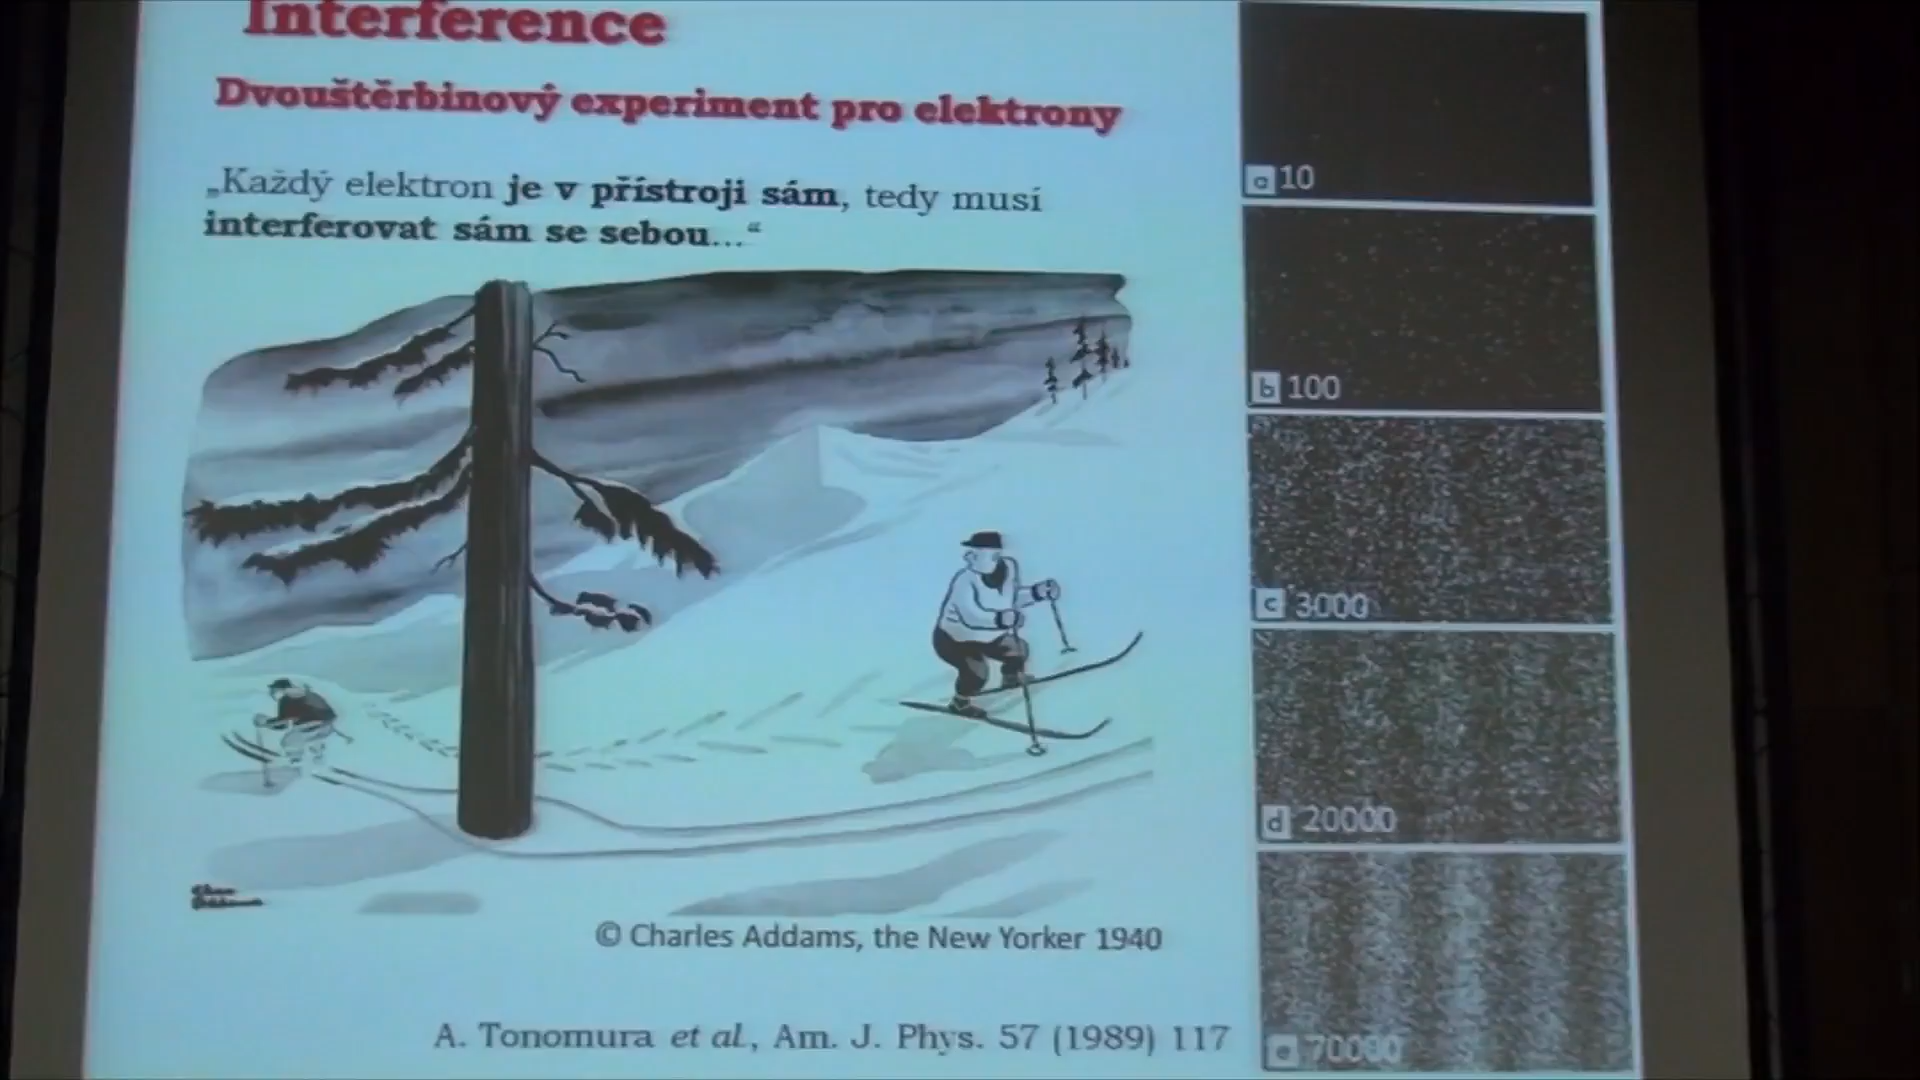 Interference
Dvouštěrbinový experiment pro elektrony
„Každý elektron je v přístroji sám, tedy musí
interferovat sám se sebou...“
© Charles Addams, the New Yorker 1940
A. Tonomura et al., Am. J. Phys. 57 (1989) 117
a 10
b 100
c 3000
d 20000
e 70000